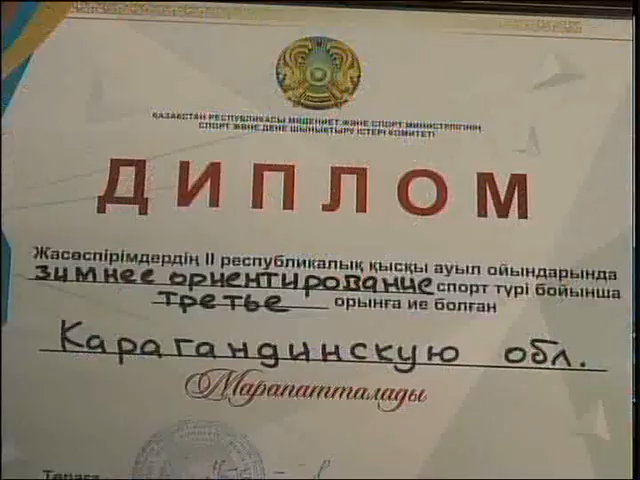 ҚАЗАҚСТАН РЕСПУБЛИКАСЫ МӘДЕНИЕТ ЖӘНЕ СПОРТ МИНИСТРЛІГІНІҢ
СПОРТ ЖӘНЕ ДЕНЕ ШЫНЫҚТЫРУ ІСТЕРІ КОМИТЕТІ
ДИПЛОМ
Жасөспірімдердің II республикалық қысқы ауыл ойындарында
зимнее ориентирование спорт түрі бойынша
третье орынға ие болған
Карагандинскую обл.
Марапатталады
Төраға